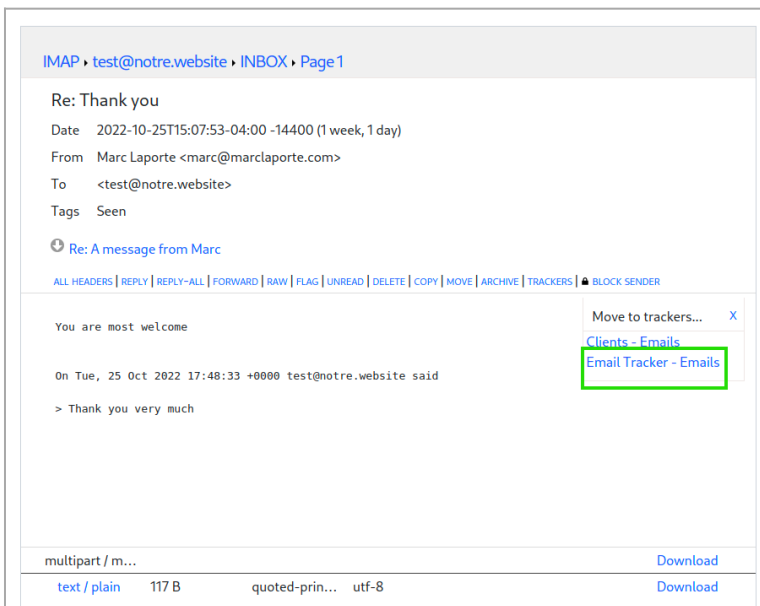 IMAP › test@notre.website › INBOX › Page 1
Re: Thank you
Date 2022-10-25T15:07:53-04:00 -14400 (1 week, 1 day)
From Marc Laporte <marc@marclaporte.com>
To <test@notre.website>
Tags Seen
Re: A message from Marc
ALL HEADERS | REPLY | REPLY-ALL | FORWARD | RAW | FLAG | UNREAD | DELETE | COPY | MOVE | ARCHIVE | TRACKERS | BLOCK SENDER
Move to trackers... X
Clients - Emails
Email Tracker - Emails
You are most welcome
On Tue, 25 Oct 2022 17:48:33 +0000 test@notre.website said
> Thank you very much
multipart / m... Download
text / plain 117 B quoted-prin... utf-8 Download